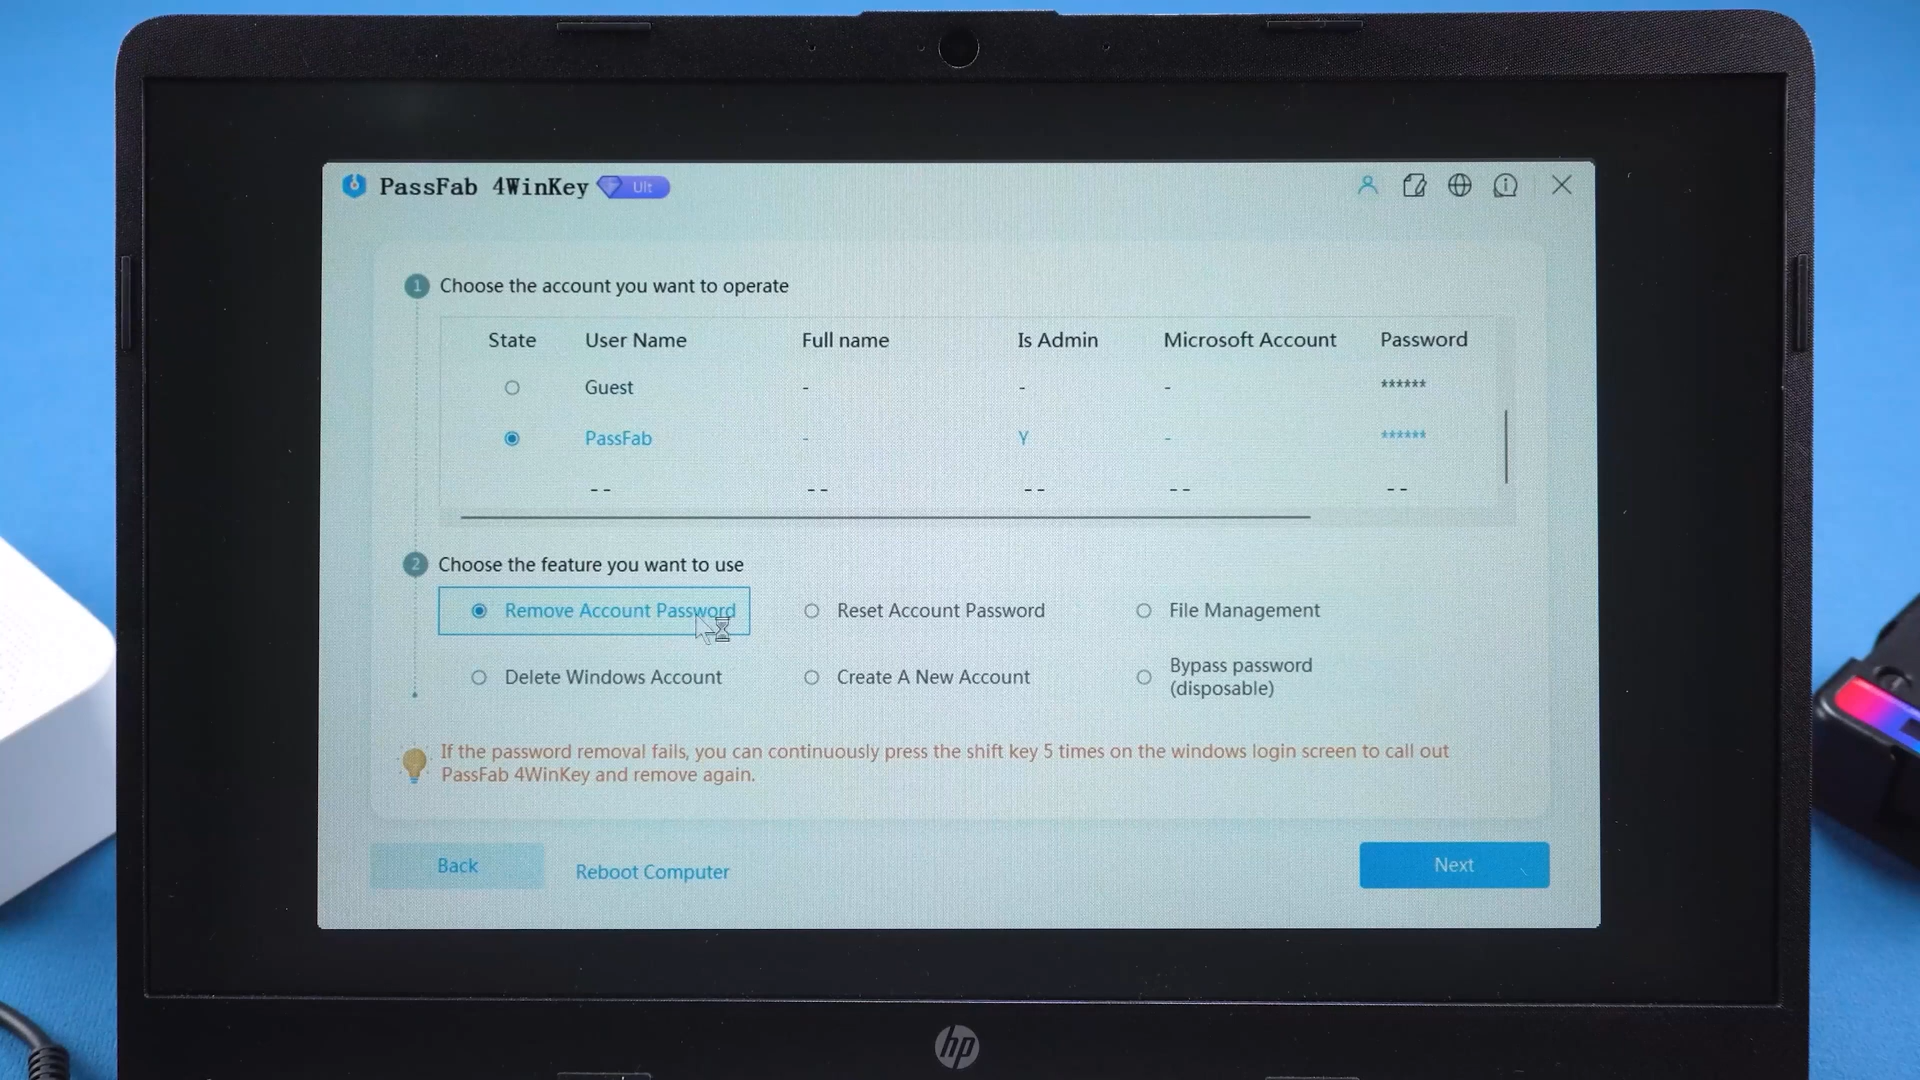 PassFab 4WinKey Ult
1 Choose the account you want to operate
State User Name Full name Is Admin Microsoft Account Password
Guest - - - ******
PassFab - Y - ******
-- -- -- -- --
2 Choose the feature you want to use
Remove Account Password Reset Account Password File Management
Delete Windows Account Create A New Account Bypass password
(disposable)
If the password removal fails, you can continuously press the shift key 5 times on the windows login screen to call out
PassFab 4WinKey and remove again.
Back Reboot Computer Next
hp